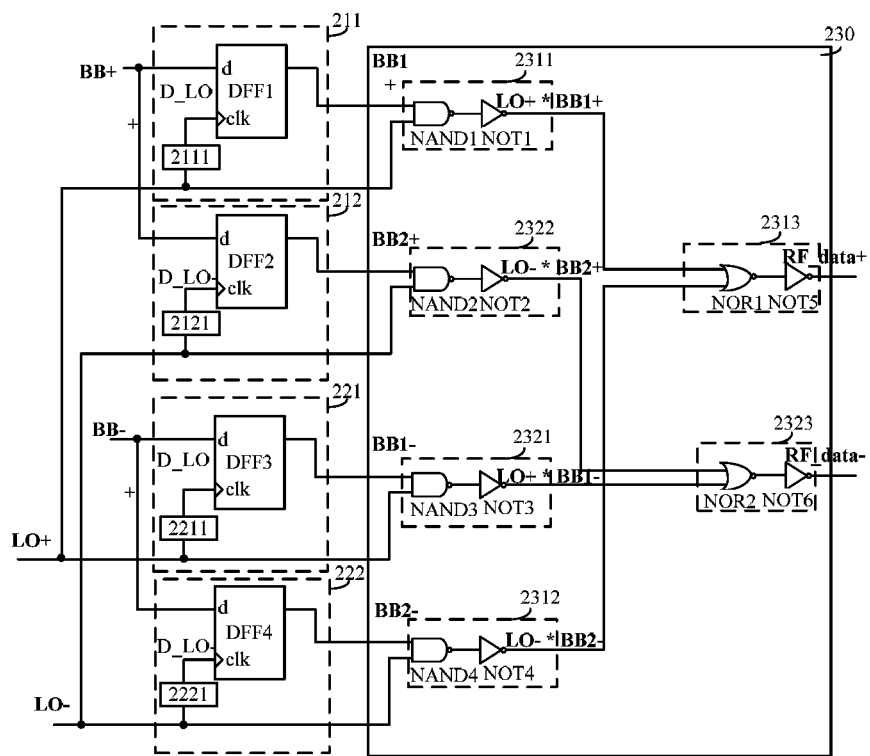 211
230
BB+
d
D_LO
DFF1
clk
+
2111
BB1
+
2311
LO+ * BB1+
NAND1 NOT1
212
d
D_LO-
DFF2
clk
2121
BB2+
2322
LO- * BB2+
NAND2 NOT2
2313
RF_data+
NOR1 NOT5
221
BB-
d
D_LO
DFF3
clk
+
2211
BB1-
2321
LO+ * BB1-
NAND3 NOT3
2323
RF_data-
NOR2 NOT6
LO+
222
d
D_LO-
DFF4
clk
2221
BB2-
2312
LO- * BB2-
NAND4 NOT4
LO-